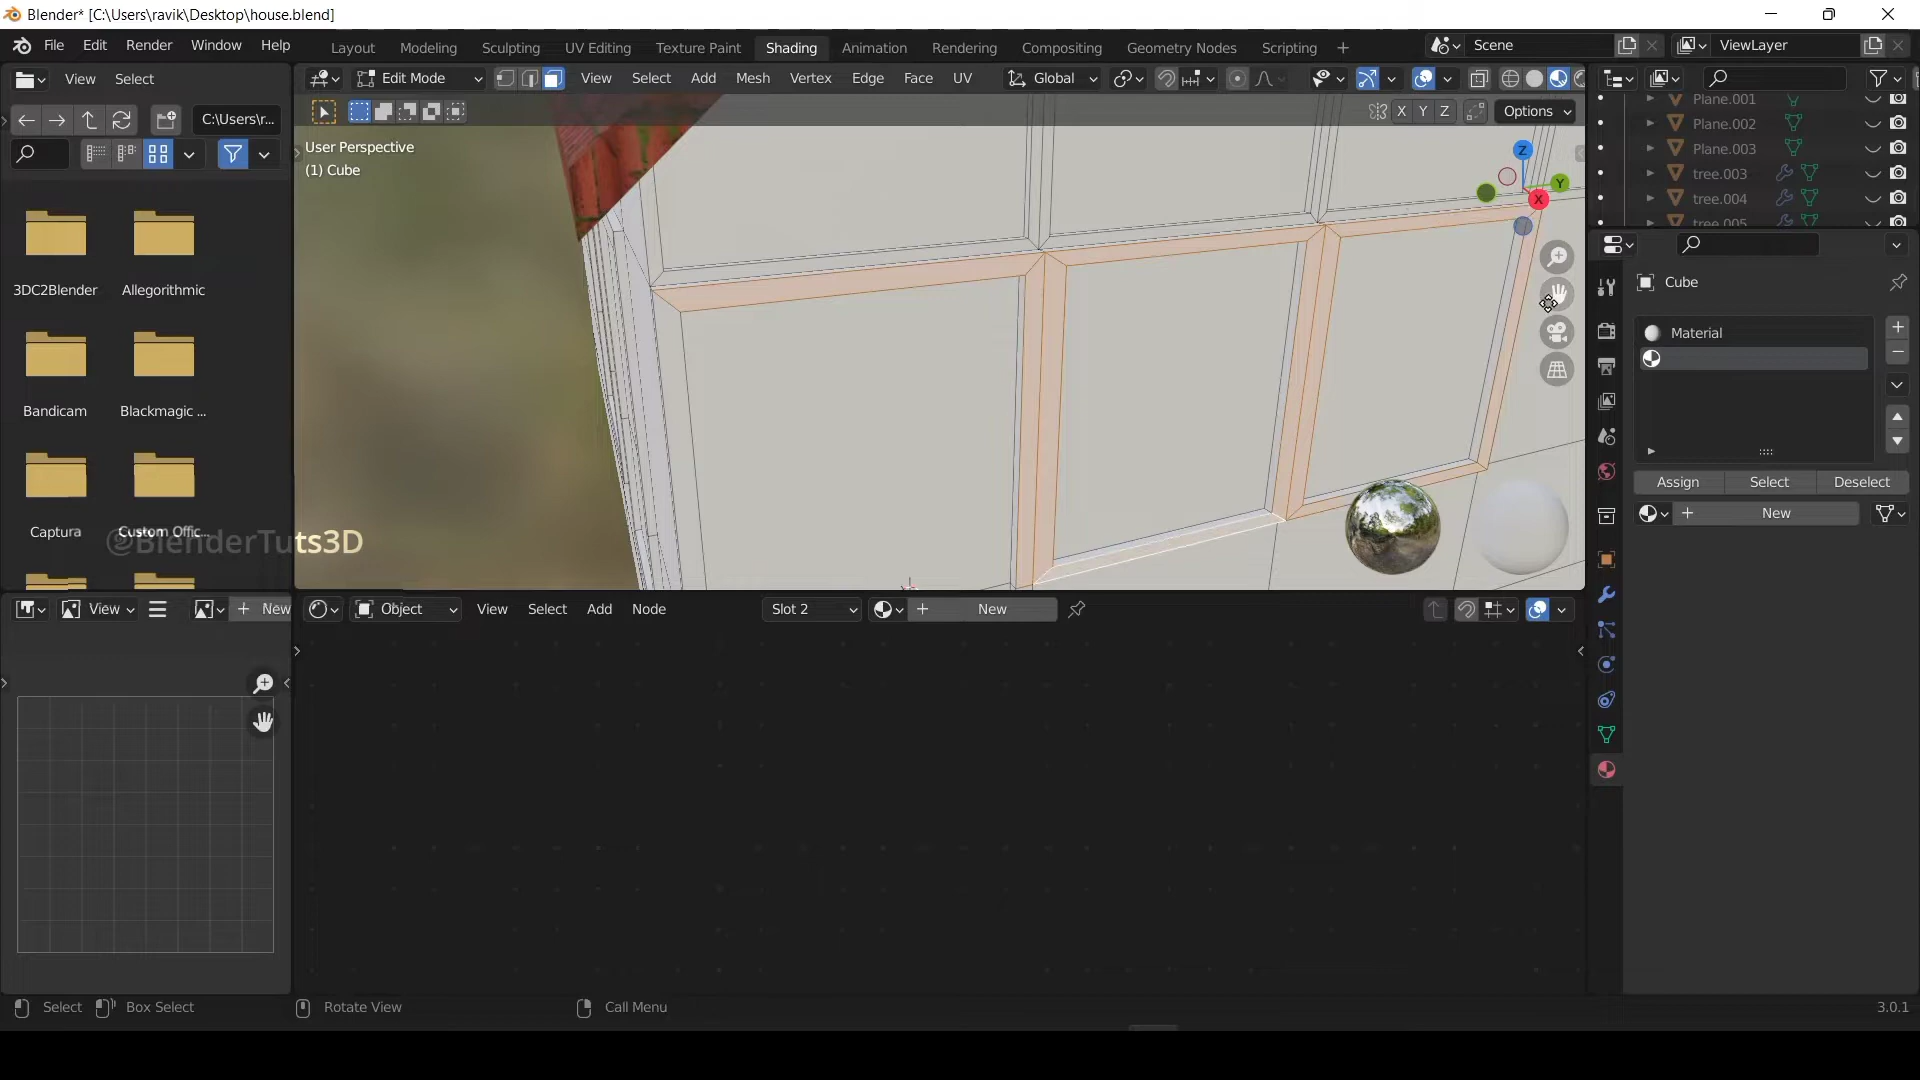 Blender* [C:\Users\ravik\Desktop\house.blend]
File Edit Render Window Help
Layout Modeling Sculpting UV Editing Texture Paint Shading Animation Rendering Compositing Geometry Nodes Scripting
Scene
ViewLayer
View Select
Edit Mode
View Select Add Mesh Vertex Edge Face UV
Global
C:\Users\r...
X Y Z
Options
Plane.001
Plane.002
Plane.003
tree.003
tree.004
tree.005
User Perspective
(1) Cube
Z
Y
X
3DC2Blender
Allegorithmic
Bandicam
Blackmagic ...
Captura
Custom Offic...
@BlenderTuts3D
Cube
Material
Assign Select Deselect
New
View
New
Object
View Select Add Node
Slot 2
New
Select Box Select Rotate View Call Menu
3.0.1